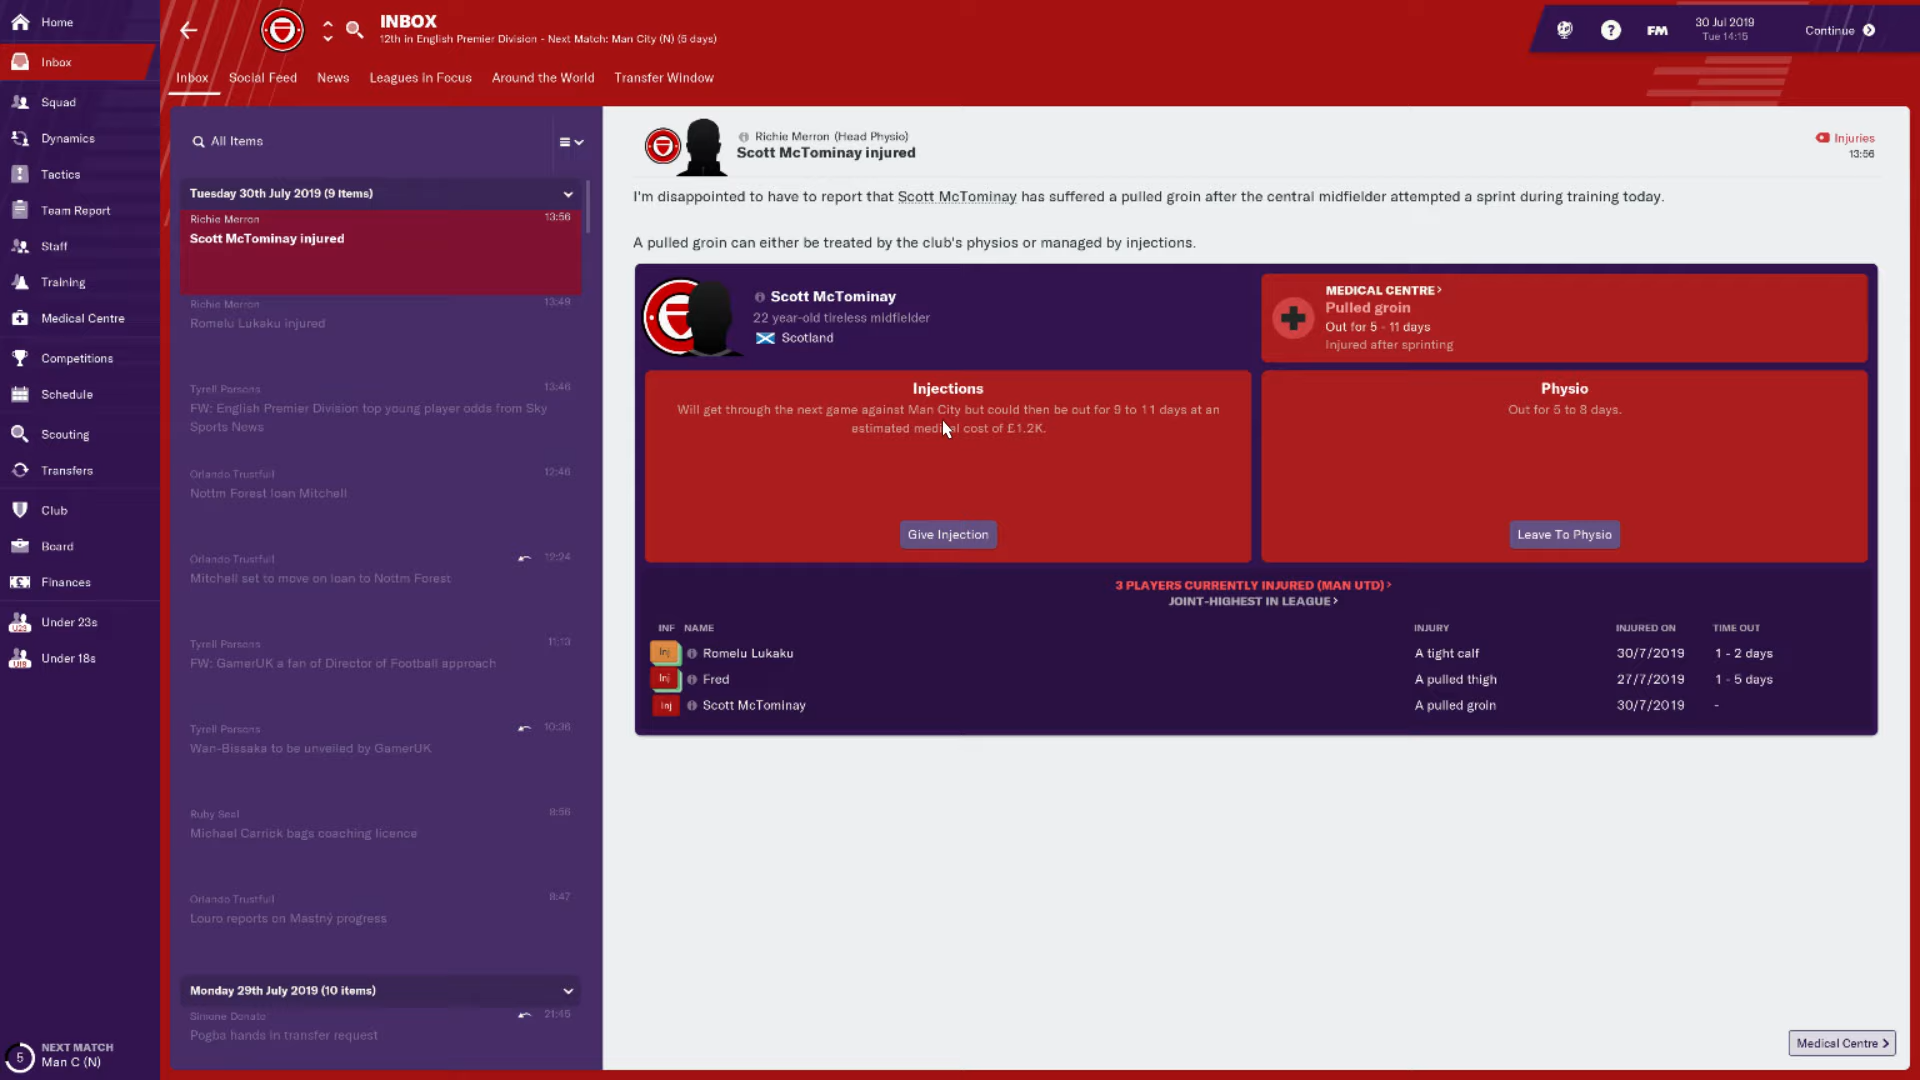 Home
Inbox
Squad
Dynamics
Tactics
Team Report
Staff
Training
Medical Centre
Competitions
Schedule
Scouting
Transfers
Club
Board
Finances
U23
Under 23s
U18
Under 18s
5
NEXT MATCH
Man C (N)
INBOX
12th in English Premier Division - Next Match: Man City (N) (5 days)
?
FM
30 Jul 2019
Tue 14:15
Continue
Inbox
Social Feed
News
Leagues in Focus
Around the World
Transfer Window
All Items
Tuesday 30th July 2019 (9 Items)
Richie Merron 13:56
Scott McTominay injured
Richie Merron 13:49
Romelu Lukaku injured
Tyrell Parsons 13:46
FW: English Premier Division top young player odds from Sky
Sports News
Orlando Trustfull 12:46
Nottm Forest loan Mitchell
Orlando Trustfull 12:24
Mitchell set to move on loan to Nottm Forest
Tyrell Parsons 11:13
FW: GamerUK a fan of Director of Football approach
Tyrell Parsons 10:36
Wan-Bissaka to be unveiled by GamerUK
Ruby Seal 8:56
Michael Carrick bags coaching licence
Orlando Trustfull 8:47
Louro reports on Mastný progress
Monday 29th July 2019 (10 items)
Simone Donato 21:45
Pogba hands in transfer request
Richie Merron (Head Physio)
Scott McTominay injured
Injuries
13:56
I'm disappointed to have to report that Scott McTominay has suffered a pulled groin after the central midfielder attempted a sprint during training today.
A pulled groin can either be treated by the club's physios or managed by injections.
Scott McTominay
22 year-old tireless midfielder
Scotland
MEDICAL CENTRE>
Pulled groin
Out for 5 - 11 days
Injured after sprinting
Injections
Will get through the next game against Man City but could then be out for 9 to 11 days at an
estimated medical cost of £1.2K.
Give Injection
Physio
Out for 5 to 8 days.
Leave To Physio
3 PLAYERS CURRENTLY INJURED (MAN UTD)>
JOINT-HIGHEST IN LEAGUE>
INF NAME INJURY INJURED ON TIME OUT
Inj Romelu Lukaku A tight calf 30/7/2019 1 - 2 days
Inj Fred A pulled thigh 27/7/2019 1 - 5 days
Inj Scott McTominay A pulled groin 30/7/2019 -
Medical Centre >